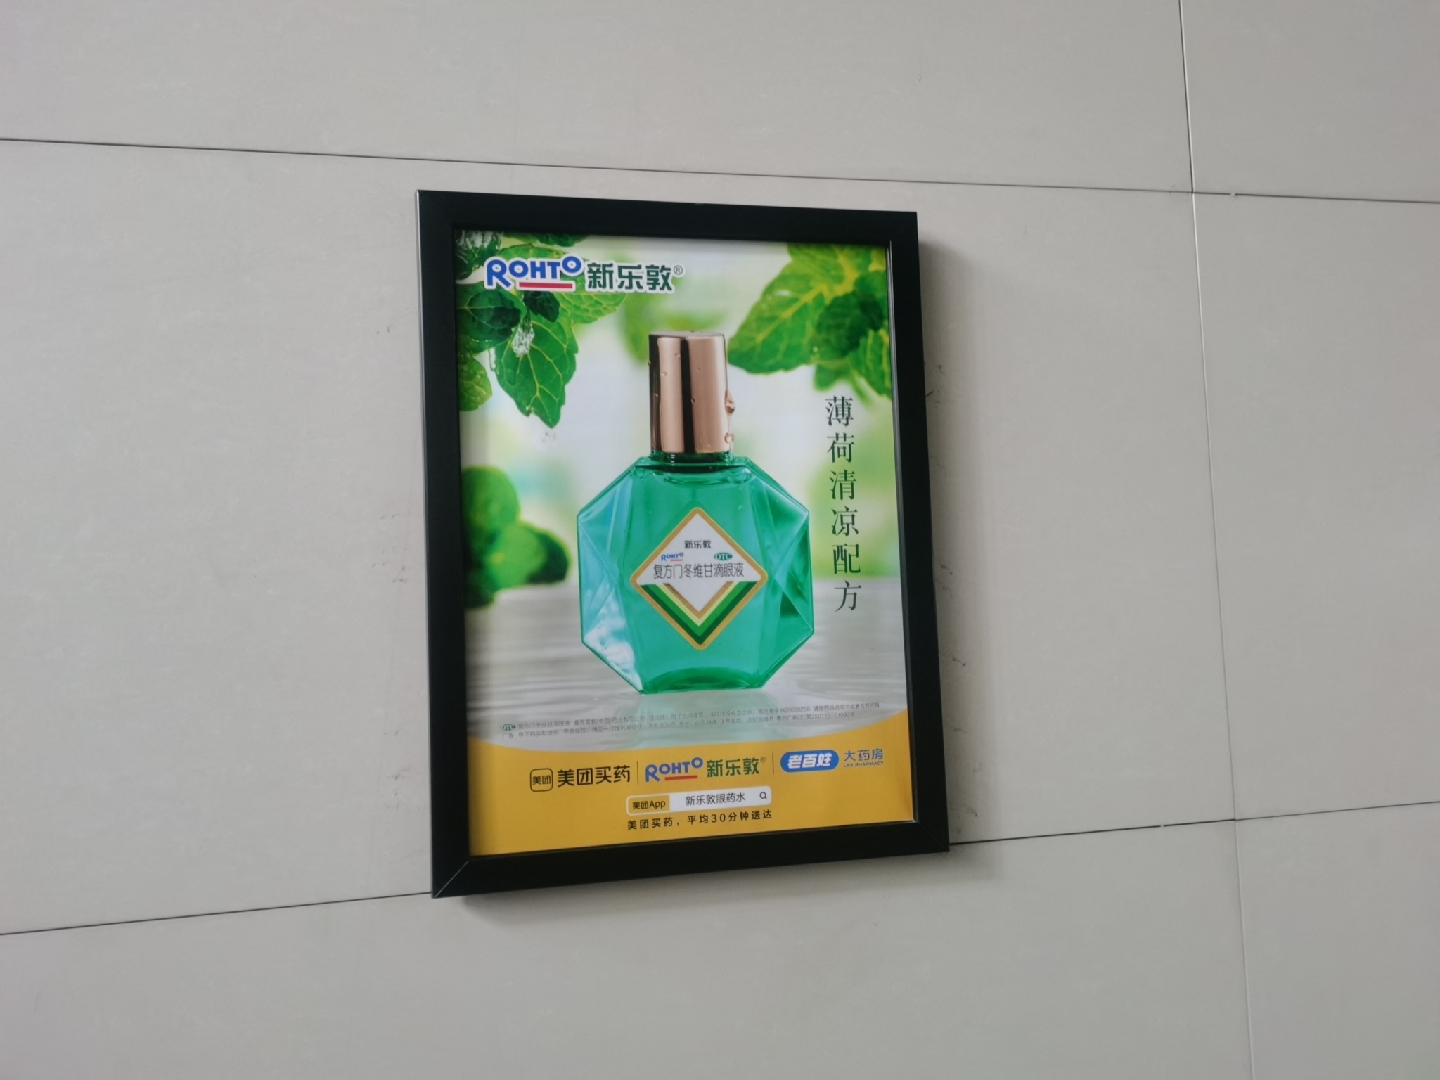 ROHTO新乐敦®
薄荷清凉配方
新乐敦
ROHTO OTC
复方门冬维甘滴眼液
美团 美团买药 ROHTO新乐敦® 老百姓 大药房
美团App 新乐敦眼药水
美团买药，平均30分钟送达